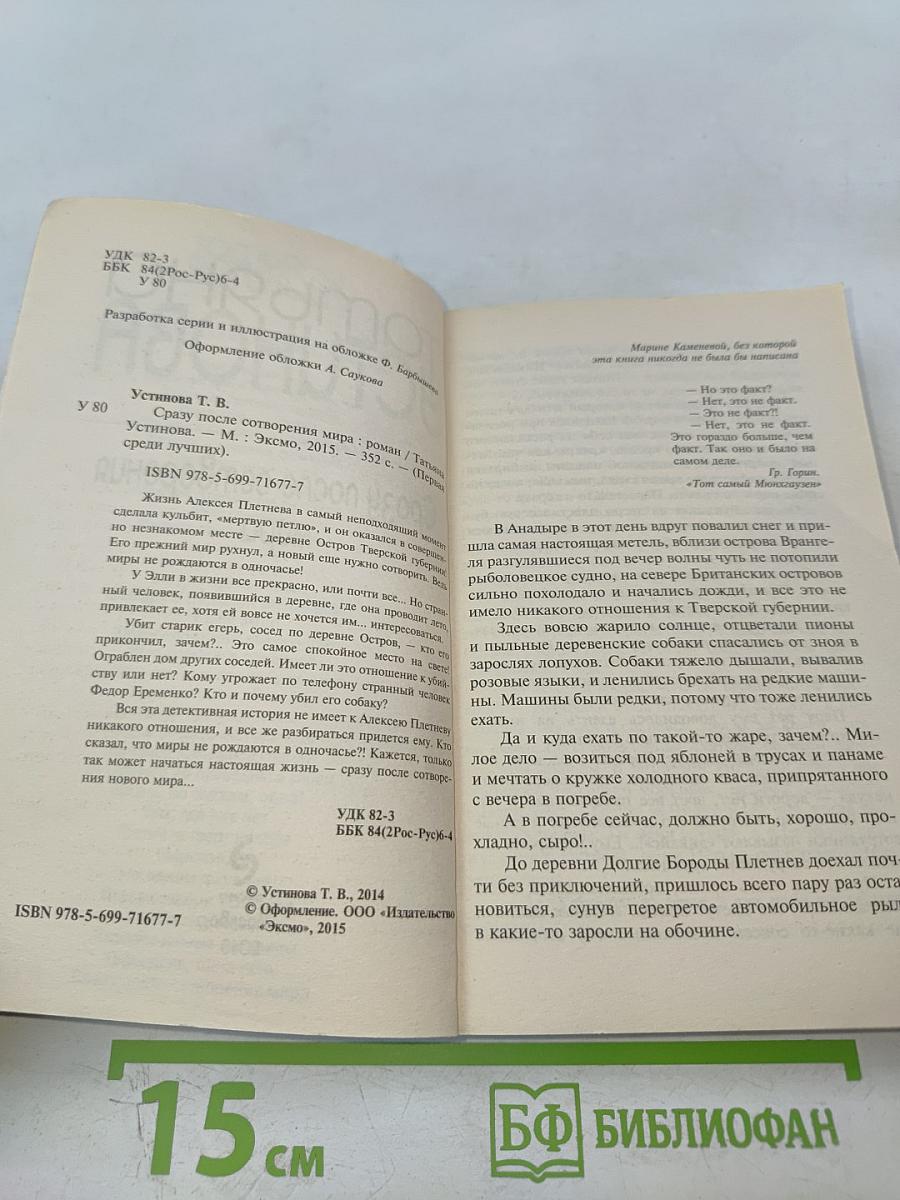 УДК 82-3
ББК 84(2Рос-Рус)6-4
У 80
Разработка серии и иллюстрация на обложке Ф. Барбышева
Оформление обложки А. Саукова
Устинова Т. В.
У 80 Сразу после сотворения мира : роман / Татьяна
Устинова. — М. : Эксмо, 2015. — 352 с. — (Первая
среди лучших).
ISBN 978-5-699-71677-7
Жизнь Алексея Плетнева в самый неподходящий момент
сделала кульбит, «мертвую петлю», и он оказался в совершен-
но незнакомом месте — деревне Остров Тверской губернии!
Его прежний мир рухнул, а новый еще нужно сотворить. Ведь
миры не рождаются в одночасье!
У Элли в жизни все прекрасно, или почти все... Но стран-
ный человек, появившийся в деревне, где она проводит лето,
привлекает ее, хотя ей вовсе не хочется им... интересоваться.
Убит старик егерь, сосед по деревне Остров, — кто его
прикончил, зачем?.. Это самое спокойное место на свете!
Ограблен дом других соседей. Имеет ли это отношение к убий-
ству или нет? Кому угрожает по телефону странный человек
Федор Еременко? Кто и почему убил его собаку?
Вся эта детективная история не имеет к Алексею Плетневу
никакого отношения, и все же разбираться придется ему. Кто
сказал, что миры не рождаются в одночасье?! Кажется, только
так может начаться настоящая жизнь — сразу после сотворе-
ния нового мира...
УДК 82-3
ББК 84(2Рос-Рус)6-4
© Устинова Т. В., 2014
© Оформление. ООО «Издательство
«Эксмо», 2015
ISBN 978-5-699-71677-7
Марине Каменевой, без которой
эта книга никогда не была бы написана
— Но это факт?
— Нет, это не факт.
— Это не факт?!
— Нет, это не факт.
Это гораздо больше, чем
факт. Так оно и было на
самом деле.
Гр. Горин.
«Тот самый Мюнхгаузен»
В Анадыре в этот день вдруг повалил снег и при-
шла самая настоящая метель, вблизи острова Вранге-
ля разгулявшиеся под вечер волны чуть не потопили
рыболовецкое судно, на севере Британских островов
сильно похолодало и начались дожди, и все это не
имело никакого отношения к Тверской губернии.
Здесь вовсю жарило солнце, отцветали пионы
и пыльные деревенские собаки спасались от зноя в
зарослях лопухов. Собаки тяжело дышали, вывалив
розовые языки, и ленились брехать на редкие маши-
ны. Машины были редки, потому что тоже ленились
ехать.
Да и куда ехать по такой-то жаре, зачем?.. Ми-
лое дело — возиться под яблоней в трусах и панаме
и мечтать о кружке холодного кваса, припрятанного
с вечера в погребе.
А в погребе сейчас, должно быть, хорошо, про-
хладно, сыро!..
До деревни Долгие Бороды Плетнев доехал поч-
ти без приключений, пришлось всего пару раз оста
новиться, сунув перегретое автомобильное рыл
в какие-то заросли на обочине.
15 см
БФ БИБЛИОФАН